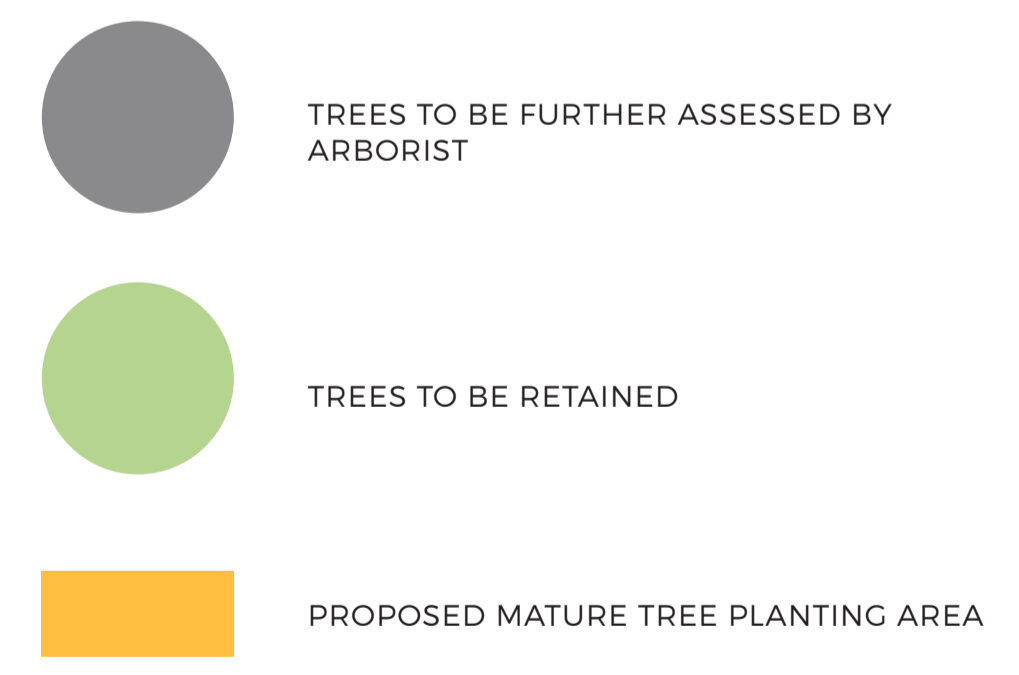 TREES TO BE FURTHER ASSESSED BY
ARBORIST
TREES TO BE RETAINED
PROPOSED MATURE TREE PLANTING AREA